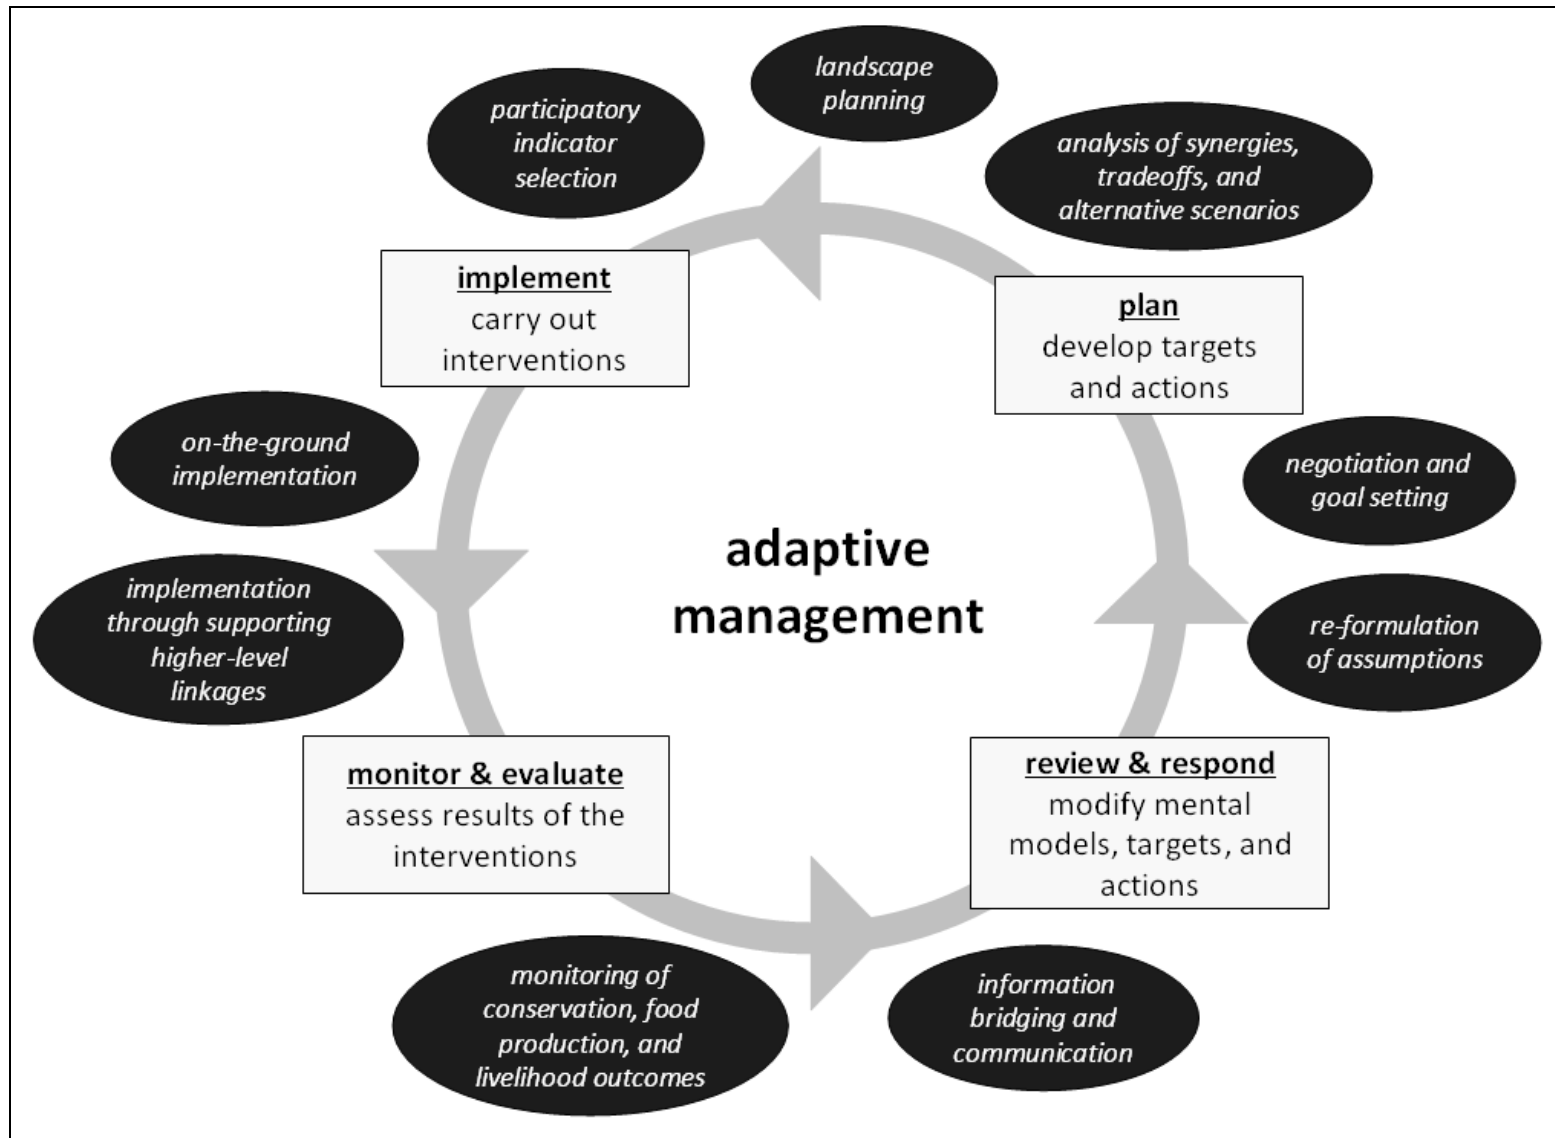 landscape
planning
participatory
indicator
selection
analysis of synergies,
tradeoffs, and
alternative scenarios
implement
carry out
interventions
plan
develop targets
and actions
on-the-ground
implementation
negotiation and
goal setting
adaptive
management
implementation
through supporting
higher-level
linkages
re-formulation
of assumptions
monitor & evaluate
assess results of the
interventions
review & respond
modify mental
models, targets, and
actions
monitoring of
conservation, food
production, and
livelihood outcomes
information
bridging and
communication